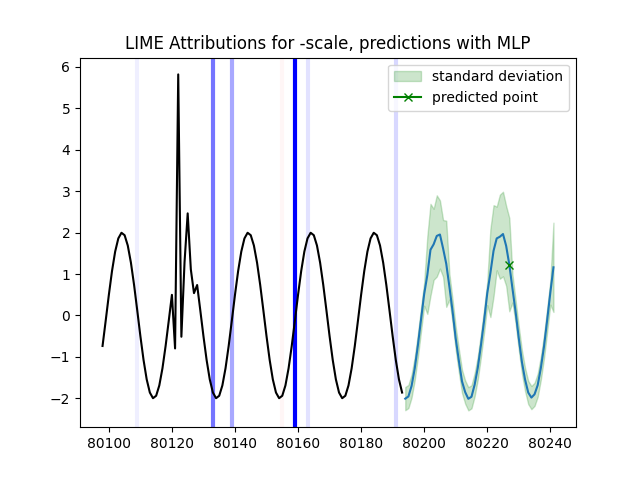 LIME Attributions for -scale, predictions with MLP
standard deviation
predicted point
6
5
4
3
2
1
0
−1
−2
80100 80120 80140 80160 80180 80200 80220 80240